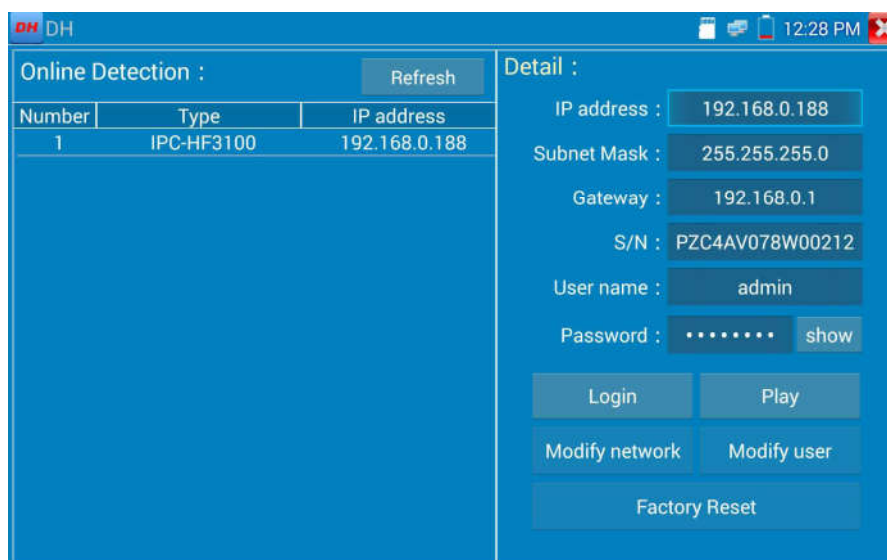 DH DH 12:28 PM
Online Detection : Refresh
Number Type IP address
1 IPC-HF3100 192.168.0.188
Detail :
IP address : 192.168.0.188
Subnet Mask : 255.255.255.0
Gateway : 192.168.0.1
S/N : PZC4AV078W00212
User name : admin
Password : •••••••• show
Login Play
Modify network Modify user
Factory Reset